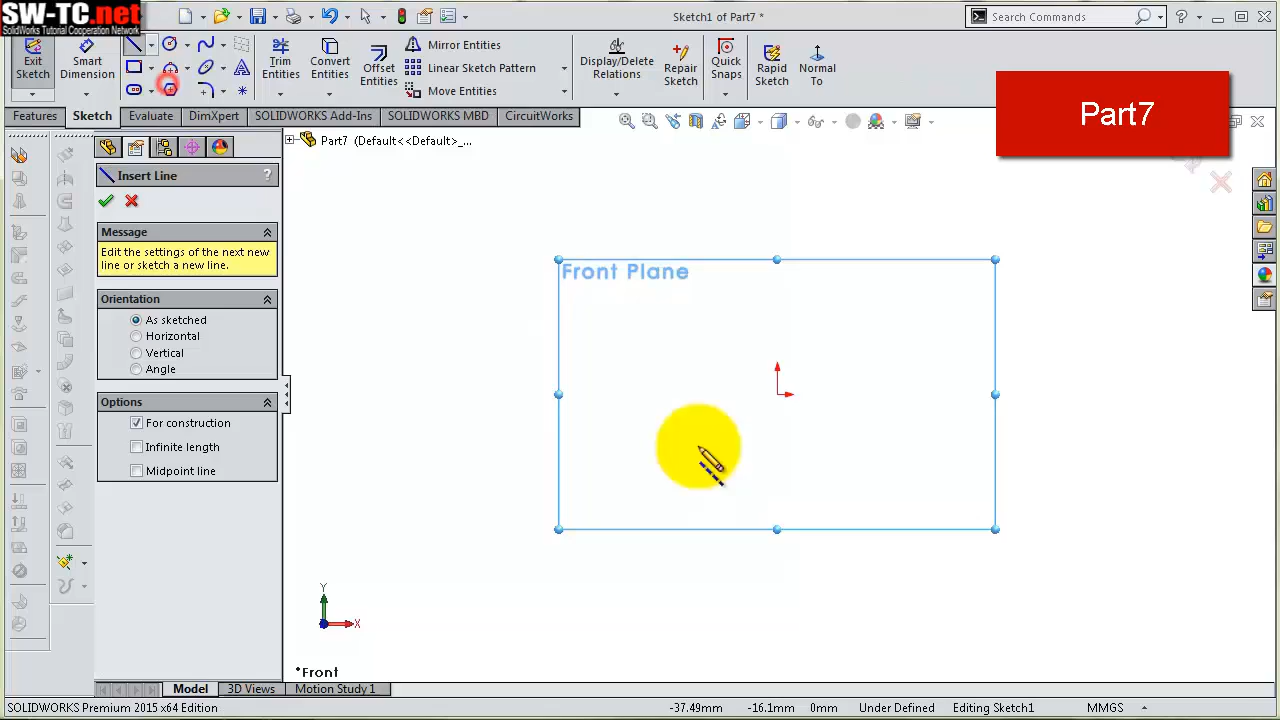 SW-TC.net
SolidWorks Tutorial Cooperation Network
Sketch1 of Part7 *
Search Commands
Exit Sketch
Smart Dimension
Trim Entities
Convert Entities
Offset Entities
Mirror Entities
Linear Sketch Pattern
Move Entities
Display/Delete Relations
Repair Sketch
Quick Snaps
Rapid Sketch
Normal To
Part7
Features
Sketch
Evaluate
DimXpert
SOLIDWORKS Add-Ins
SOLIDWORKS MBD
CircuitWorks
Part7 (Default<<Default>_...
Insert Line
?
Message
Edit the settings of the next new
line or sketch a new line.
Orientation
As sketched
Horizontal
Vertical
Angle
Options
For construction
Infinite length
Midpoint line
Front Plane
Y
X
*Front
Model
3D Views
Motion Study 1
SOLIDWORKS Premium 2015 x64 Edition
-37.49mm
-16.1mm
0mm
Under Defined
Editing Sketch1
MMGS